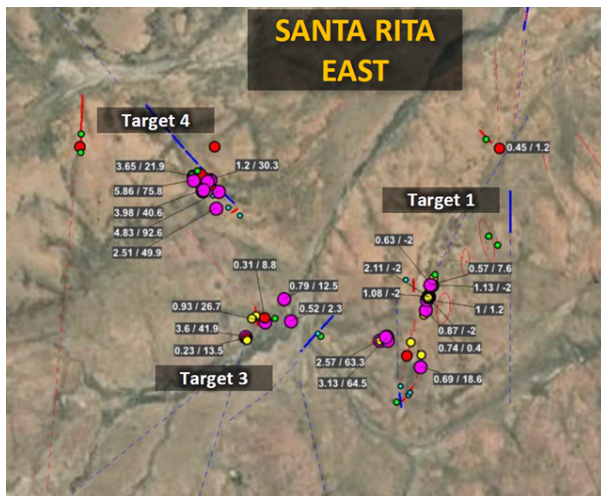 SANTA RITA
EAST
Target 4
3.65 / 21.9
1.2 / 30.3
5.86 / 75.8
3.98 / 40.6
4.83 / 92.6
2.51 / 49.9
0.45 / 1.2
Target 1
0.63 / -2
2.11 / -2
0.57 / 7.6
1.13 / -2
1.08 / -2
1 / 1.2
0.87 / -2
0.74 / 0.4
0.31 / 8.8
0.79 / 12.5
0.93 / 26.7
0.52 / 2.3
3.6 / 41.9
0.23 / 13.5
2.57 / 63.3
3.13 / 64.5
0.69 / 18.6
Target 3